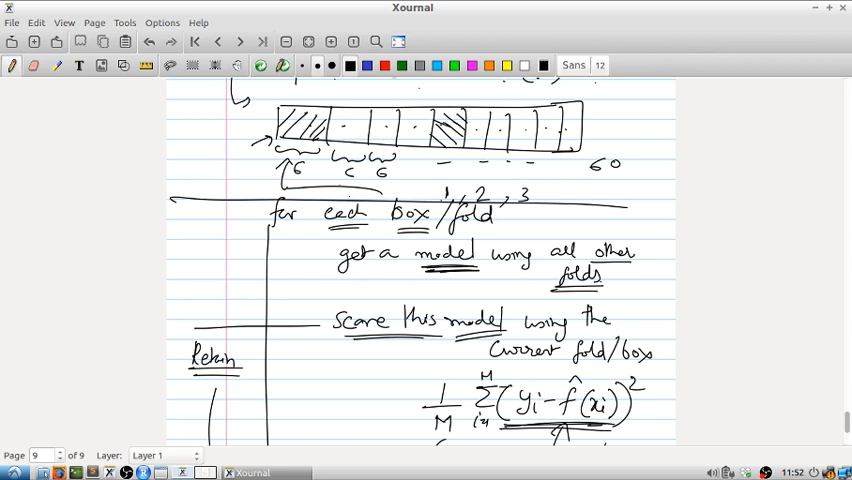 Xournal
File Edit View Page Tools Options Help
Sans 12
6 6 6 60
1, 2, 3
for each box/fold
get a model using all other
folds
Score this model using the
Current fold/box
Retain
1/M M Σ i=1 (yi - f̂(xi))²
Page 9 of 9 Layer: Layer 1
Xournal 11:52